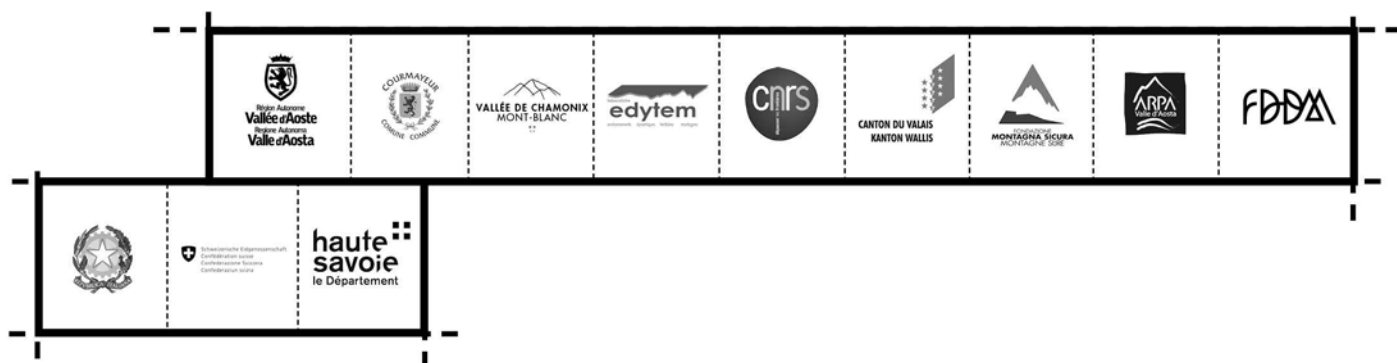 Région Autonome
Vallée d'Aoste
Regione Autonoma
Valle d'Aosta
COURMAYEUR
COMUNE COMMUNE
VALLÉE DE CHAMONIX
MONT-BLANC
edytem
cnrs
CANTON DU VALAIS
KANTON WALLIS
FONDAZIONE
MONTAGNA SICURA
MONTAGNE SÛRE
ARPA
Valle d'Aosta
FDDM
Schweizerische Eidgenossenschaft
Confédération suisse
Confederazione Svizzera
Confederaziun svizra
haute
savoie
le Département